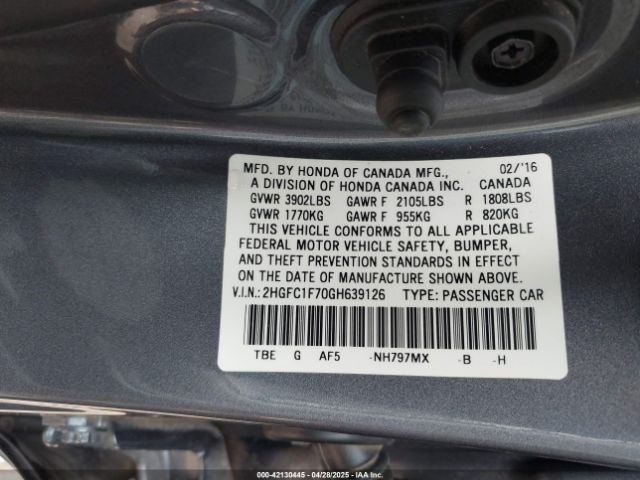 MFD. BY HONDA OF CANADA MFG., 02/'16
A DIVISION OF HONDA CANADA INC. CANADA
GVWR 3902LBS GAWR F 2105LBS R 1808LBS
GVWR 1770KG GAWR F 955KG R 820KG
THIS VEHICLE CONFORMS TO ALL APPLICABLE
FEDERAL MOTOR VEHICLE SAFETY, BUMPER,
AND THEFT PREVENTION STANDARDS IN EFFECT
ON THE DATE OF MANUFACTURE SHOWN ABOVE.
V.I.N.: 2HGFC1F70GH639126 TYPE: PASSENGER CAR
TBE G AF5 -NH797MX -B -H
000-42130445 - 04/28/2025 - IAA Inc.